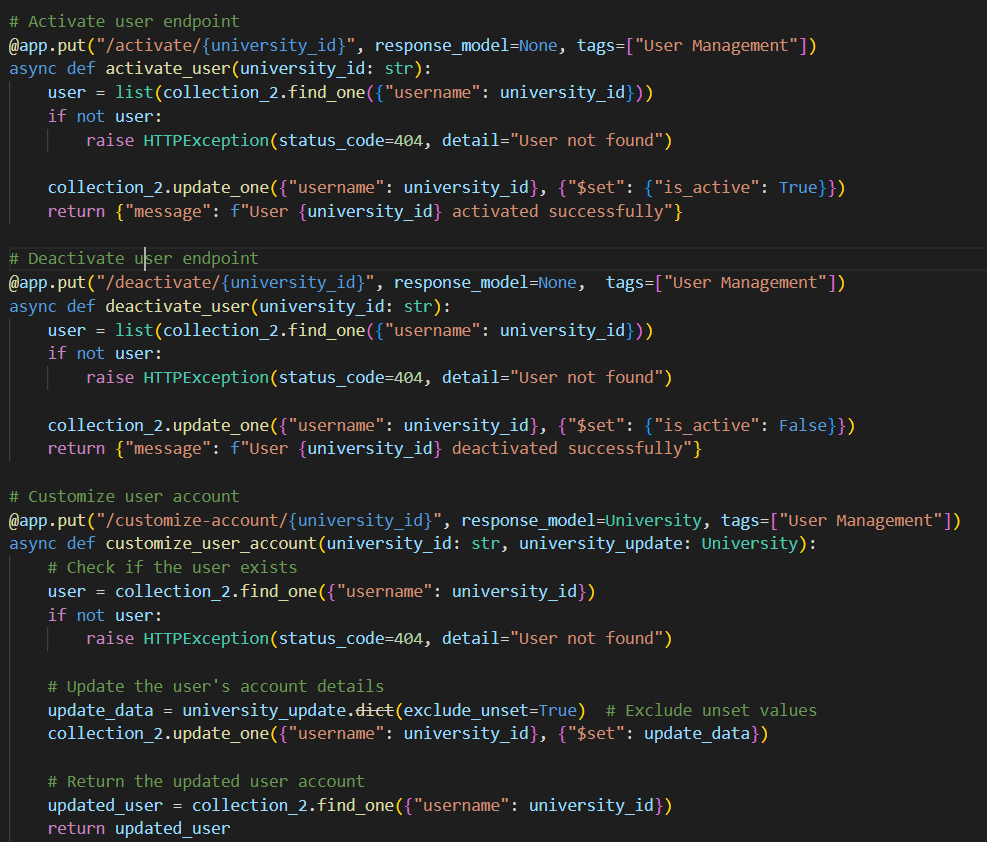 # Activate user endpoint
@app.put("/activate/{university_id}", response_model=None, tags=["User Management"])
async def activate_user(university_id: str):
    user = list(collection_2.find_one({"username": university_id}))
    if not user:
        raise HTTPException(status_code=404, detail="User not found")

    collection_2.update_one({"username": university_id}, {"$set": {"is_active": True}})
    return {"message": f"User {university_id} activated successfully"}

# Deactivate user endpoint
@app.put("/deactivate/{university_id}", response_model=None,  tags=["User Management"])
async def deactivate_user(university_id: str):
    user = list(collection_2.find_one({"username": university_id}))
    if not user:
        raise HTTPException(status_code=404, detail="User not found")

    collection_2.update_one({"username": university_id}, {"$set": {"is_active": False}})
    return {"message": f"User {university_id} deactivated successfully"}

# Customize user account
@app.put("/customize-account/{university_id}", response_model=University, tags=["User Management"])
async def customize_user_account(university_id: str, university_update: University):
    # Check if the user exists
    user = collection_2.find_one({"username": university_id})
    if not user:
        raise HTTPException(status_code=404, detail="User not found")

    # Update the user's account details
    update_data = university_update.dict(exclude_unset=True)  # Exclude unset values
    collection_2.update_one({"username": university_id}, {"$set": update_data})

    # Return the updated user account
    updated_user = collection_2.find_one({"username": university_id})
    return updated_user